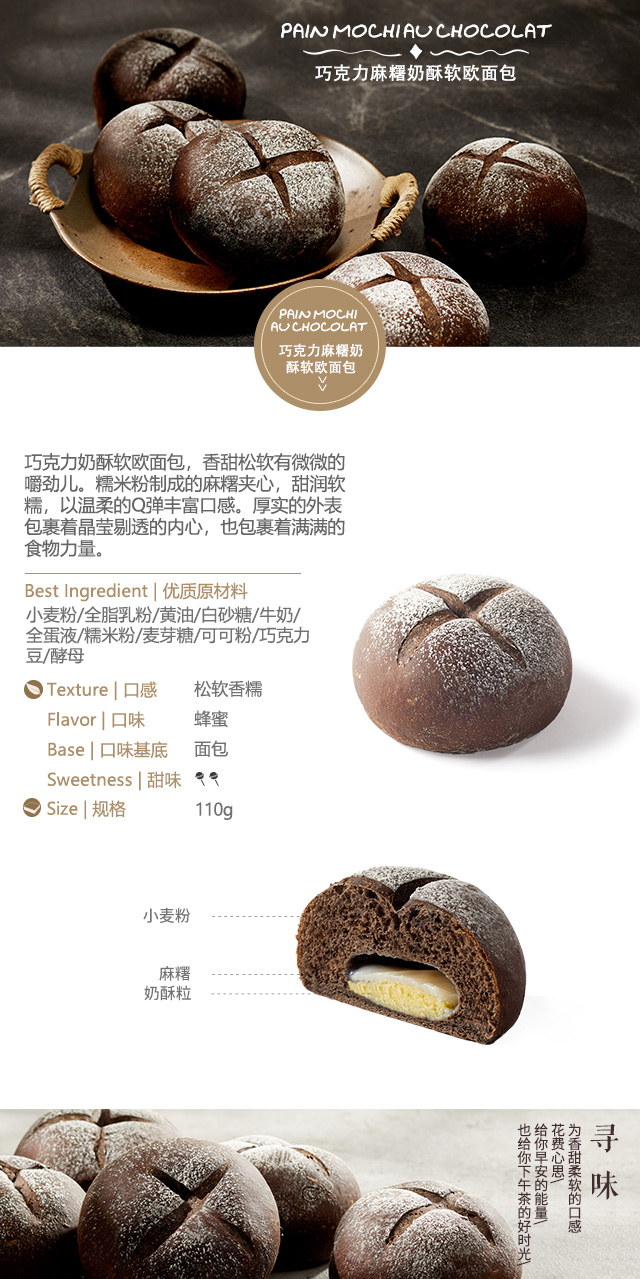 PAIN MOCHI AU CHOCOLAT
巧克力麻糬奶酥软欧面包
PAIN MOCHI
AU CHOCOLAT
巧克力麻糬奶
酥软欧面包
巧克力奶酥软欧面包，香甜松软有微微的
嚼劲儿。糯米粉制成的麻糬夹心，甜润软
糯，以温柔的Q弹丰富口感。厚实的外表
包裹着晶莹剔透的内心，也包裹着满满的
食物力量。
Best Ingredient | 优质原材料
小麦粉/全脂乳粉/黄油/白砂糖/牛奶/
全蛋液/糯米粉/麦芽糖/可可粉/巧克力
豆/酵母
Texture | 口感 松软香糯
Flavor | 口味 蜂蜜
Base | 口味基底 面包
Sweetness | 甜味
Size | 规格 110g
小麦粉
麻糬
奶酥粒
寻味
为香甜柔软的口感
花费心思/
给你早安的能量/
也给你下午茶的好时光/